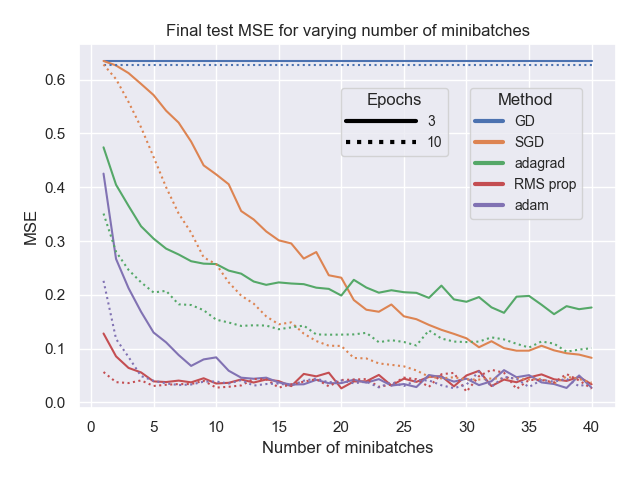 Final test MSE for varying number of minibatches
MSE
0.6
0.5
0.4
0.3
0.2
0.1
0.0
Epochs
3
10
Method
GD
SGD
adagrad
RMS prop
adam
0 5 10 15 20 25 30 35 40
Number of minibatches